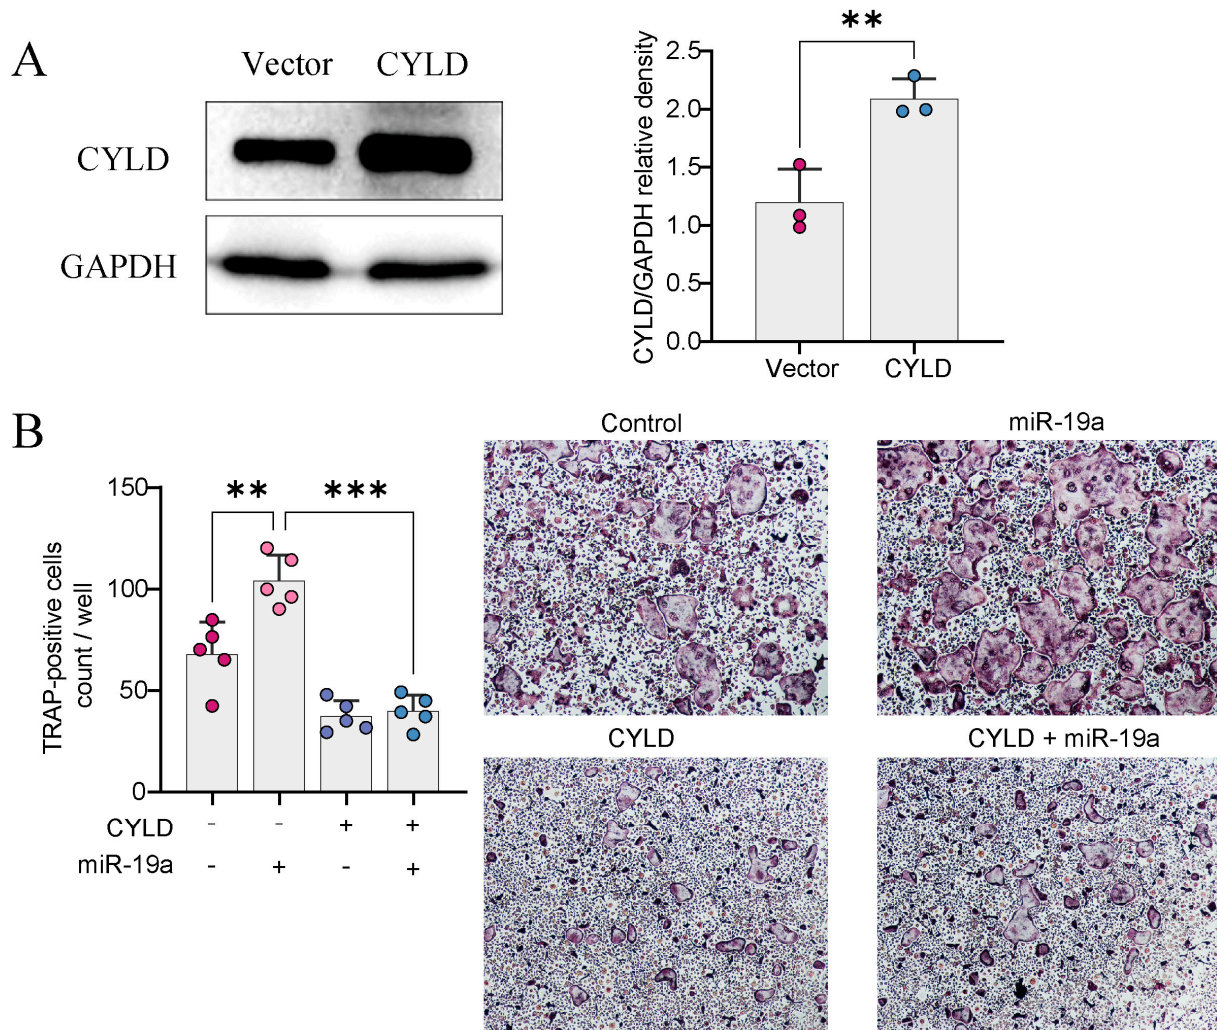 A
Vector CYLD
CYLD
GAPDH
**
CYLD/GAPDH relative density
2.5
2.0
1.5
1.0
0.5
0.0
Vector CYLD
B
** ***
TRAP-positive cells
count / well
150
100
50
0
CYLD - - + +
miR-19a - + - +
Control
miR-19a
CYLD
CYLD + miR-19a